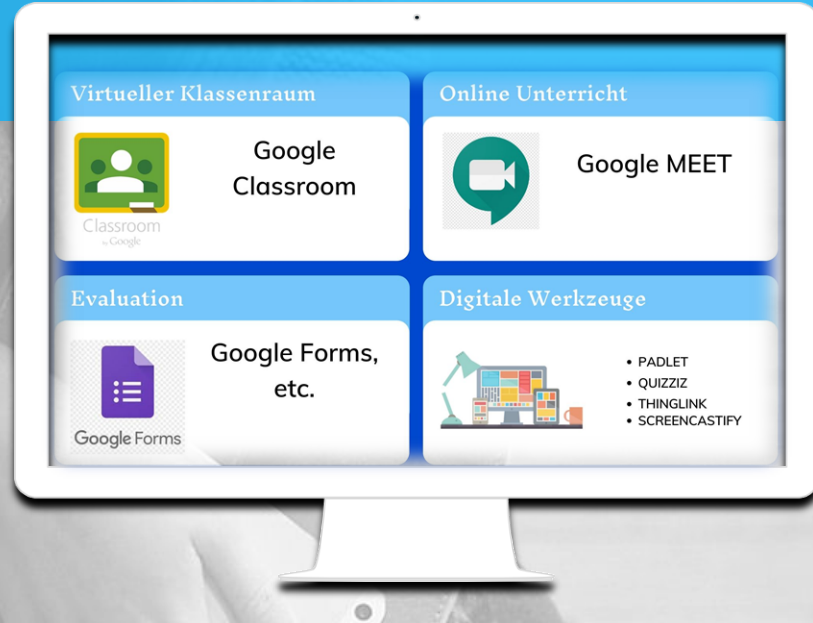 Virtueller Klassenraum
Google
Classroom
Classroom
by Google
Online Unterricht
Google MEET
Evaluation
Google Forms,
etc.
Google Forms
Digitale Werkzeuge
• PADLET
• QUIZZIZ
• THINGLINK
• SCREENCASTIFY